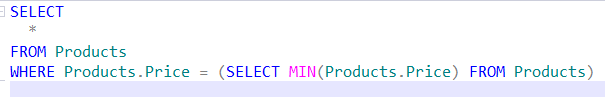 SELECT
*
FROM Products
WHERE Products.Price = (SELECT MIN(Products.Price) FROM Products)